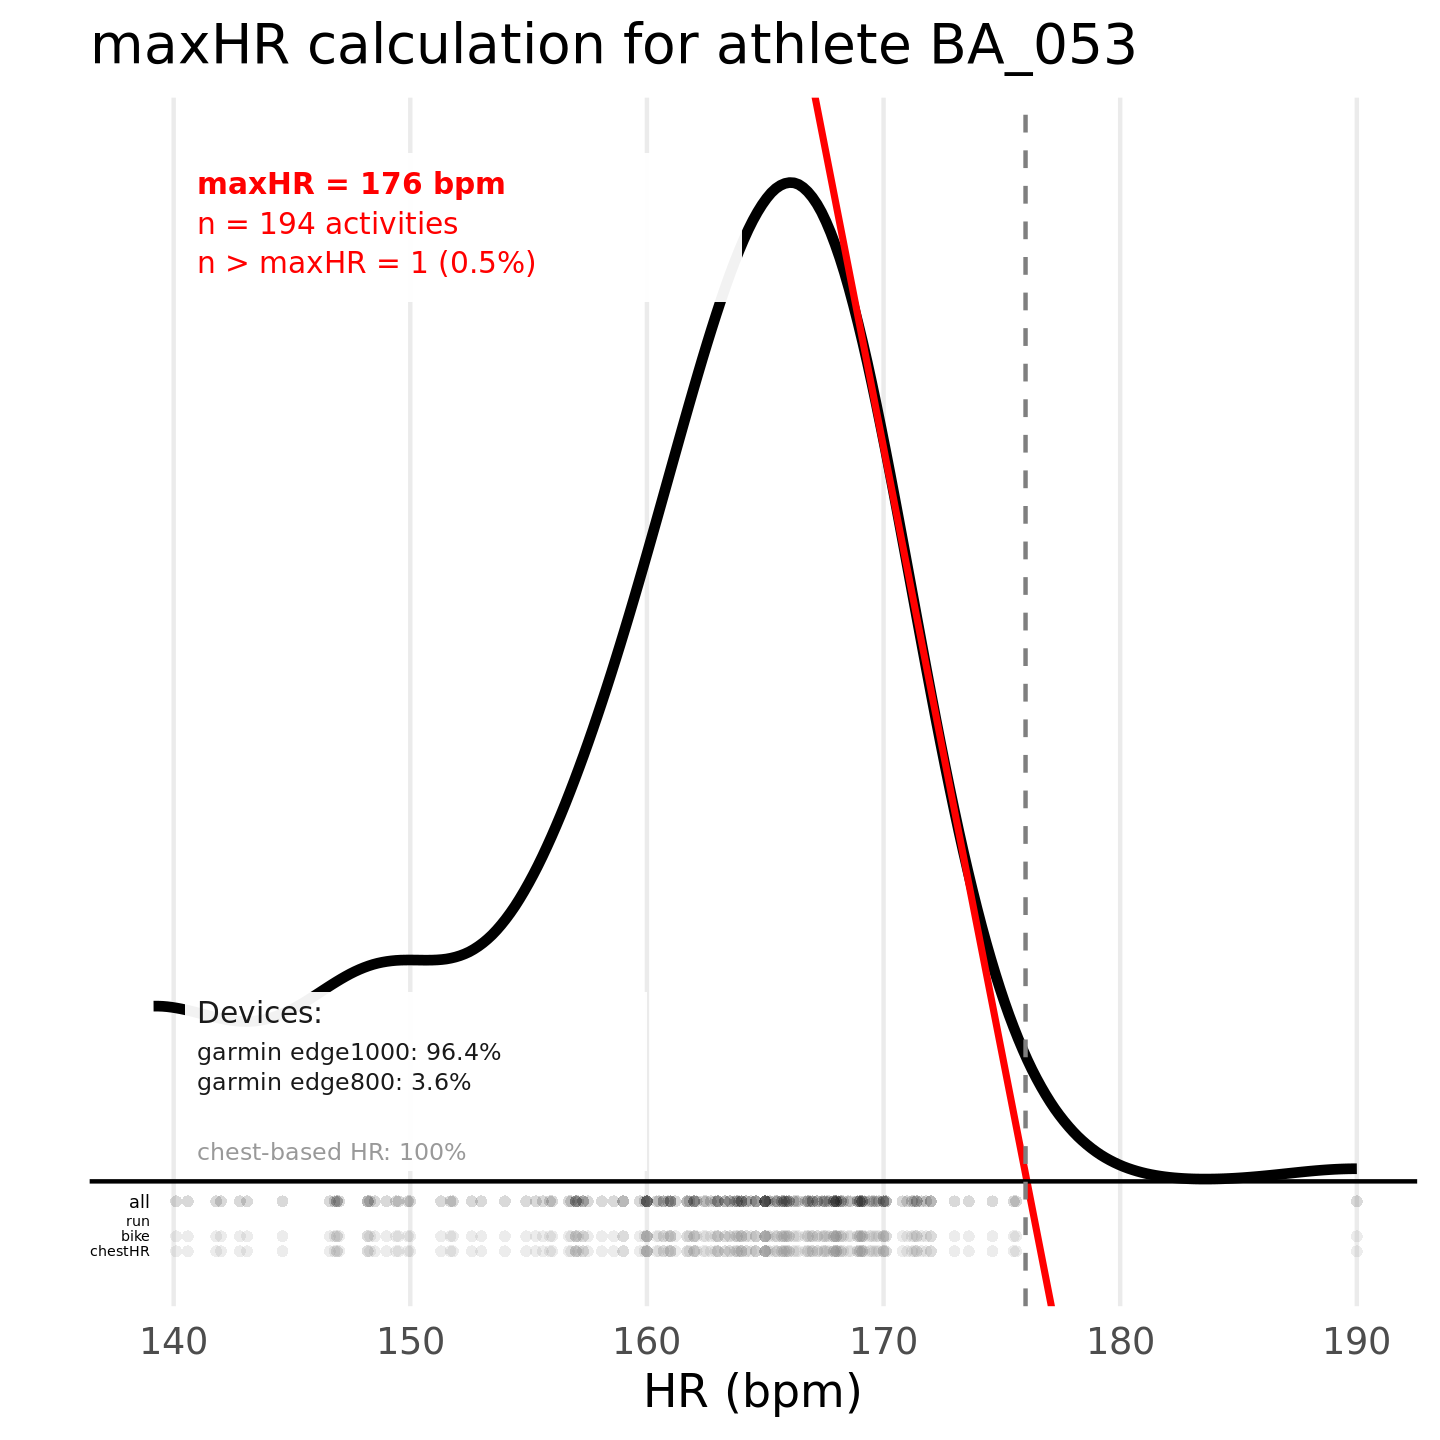 maxHR calculation for athlete BA_053
maxHR = 176 bpm
n = 194 activities
n > maxHR = 1 (0.5%)
Devices:
garmin edge1000: 96.4%
garmin edge800: 3.6%
chest-based HR: 100%
all
run
bike
chestHR
140 150 160 170 180 190
HR (bpm)